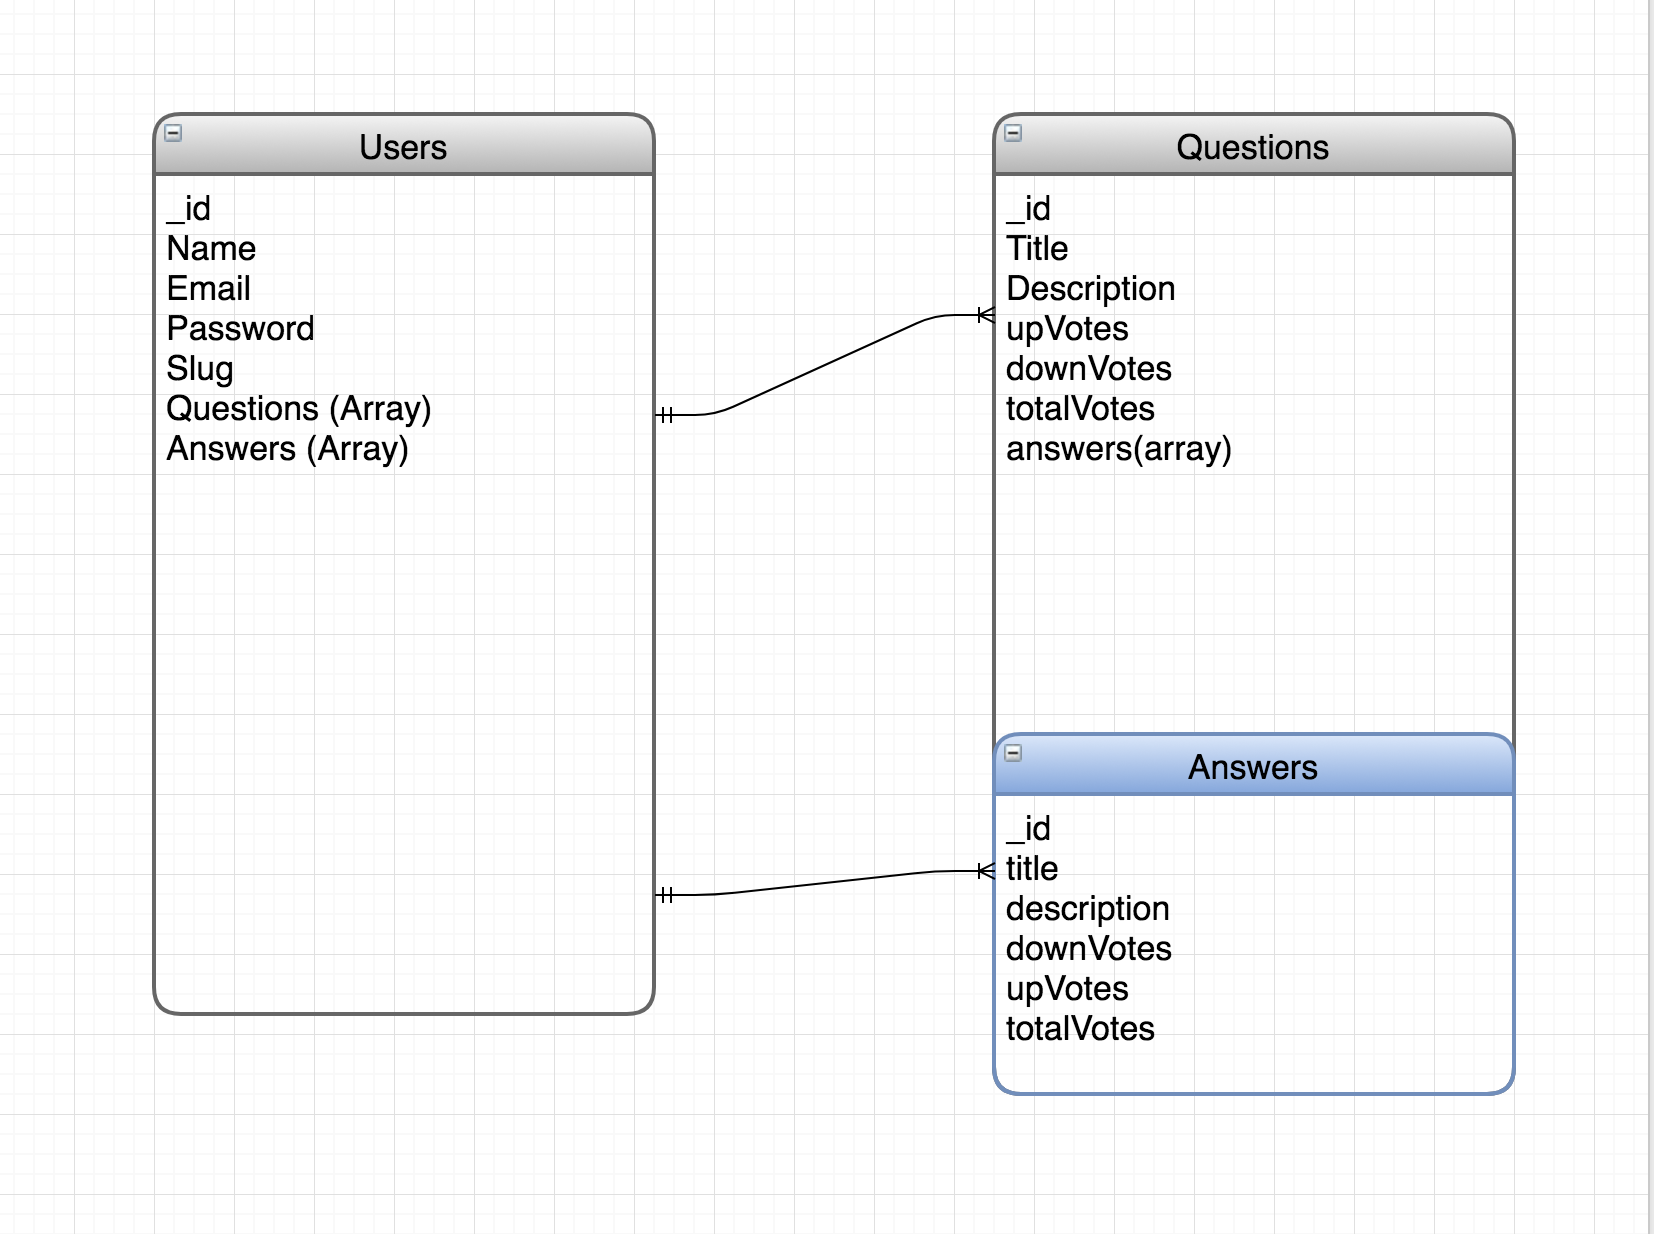 Users
_id
Name
Email
Password
Slug
Questions (Array)
Answers (Array)
Questions
_id
Title
Description
upVotes
downVotes
totalVotes
answers(array)
Answers
_id
title
description
downVotes
upVotes
totalVotes